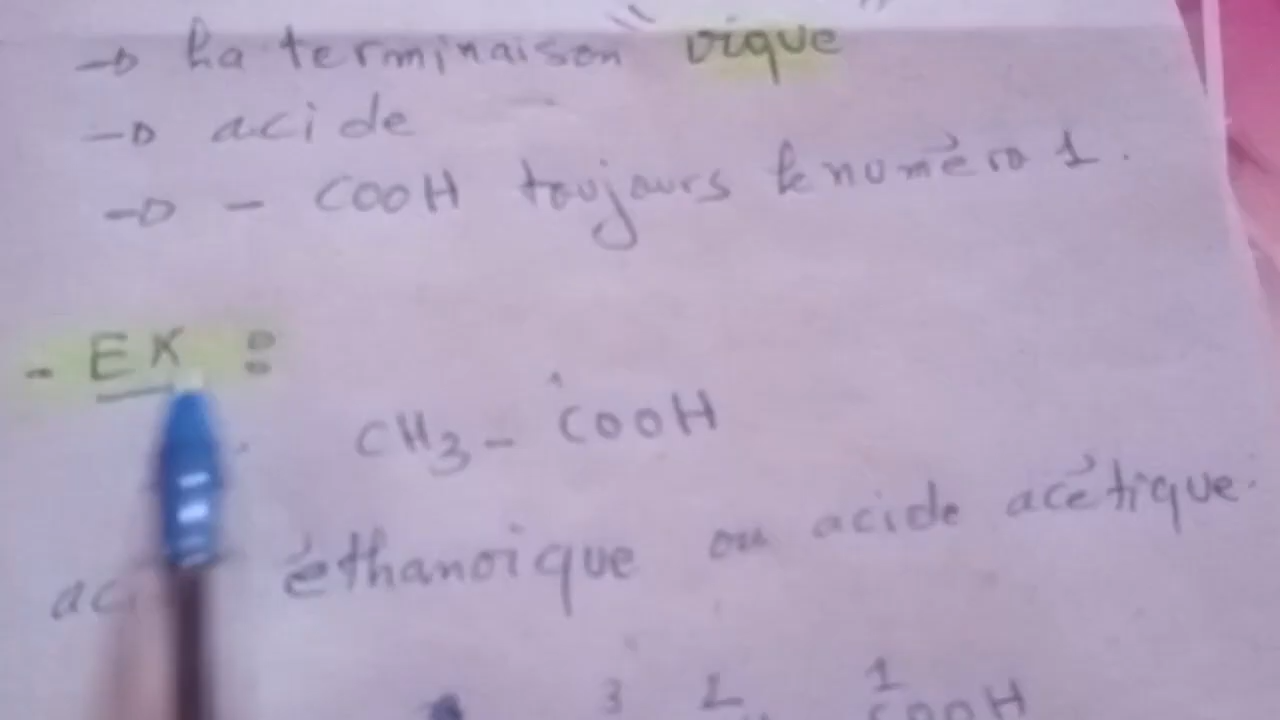 → La terminaison "oïque"
→ acide
→ - COOH toujours le numéro 1.
- EX :
CH3 - COOH
éthanoïque ou acide acétique.
3 2 1
COOH